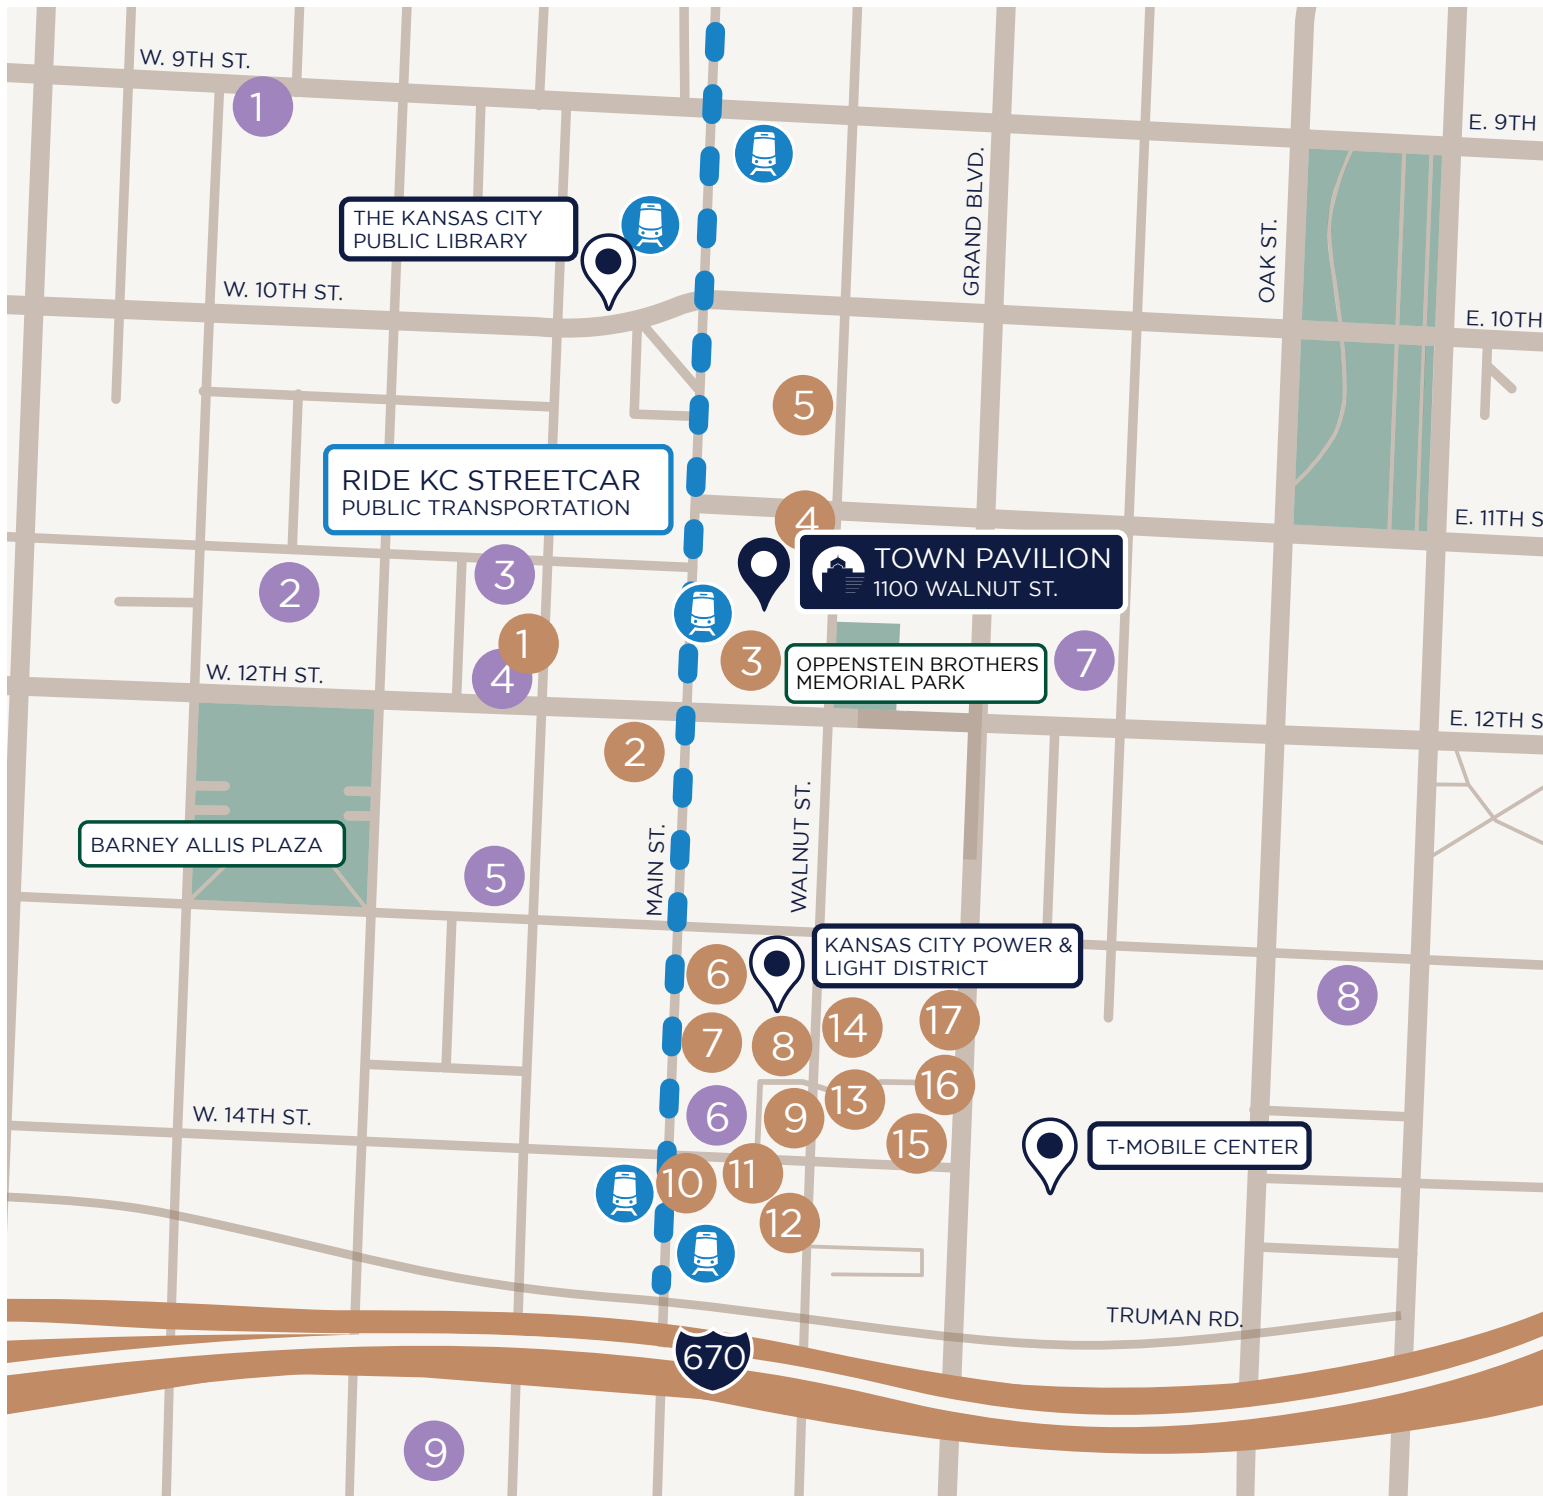 W. 9TH ST.
1
E. 9TH
THE KANSAS CITY
PUBLIC LIBRARY
GRAND BLVD.
OAK ST.
W. 10TH ST.
E. 10TH
5
RIDE KC STREETCAR
PUBLIC TRANSPORTATION
4
E. 11TH S
TOWN PAVILION
1100 WALNUT ST.
3
2
1
4
3
OPPENSTEIN BROTHERS
MEMORIAL PARK
7
W. 12TH ST.
E. 12TH S
2
BARNEY ALLIS PLAZA
5
MAIN ST.
WALNUT ST.
KANSAS CITY POWER &
LIGHT DISTRICT
6
8
7
8
14
17
16
13
6
9
15
W. 14TH ST.
T-MOBILE CENTER
10
11
12
TRUMAN RD.
670
9